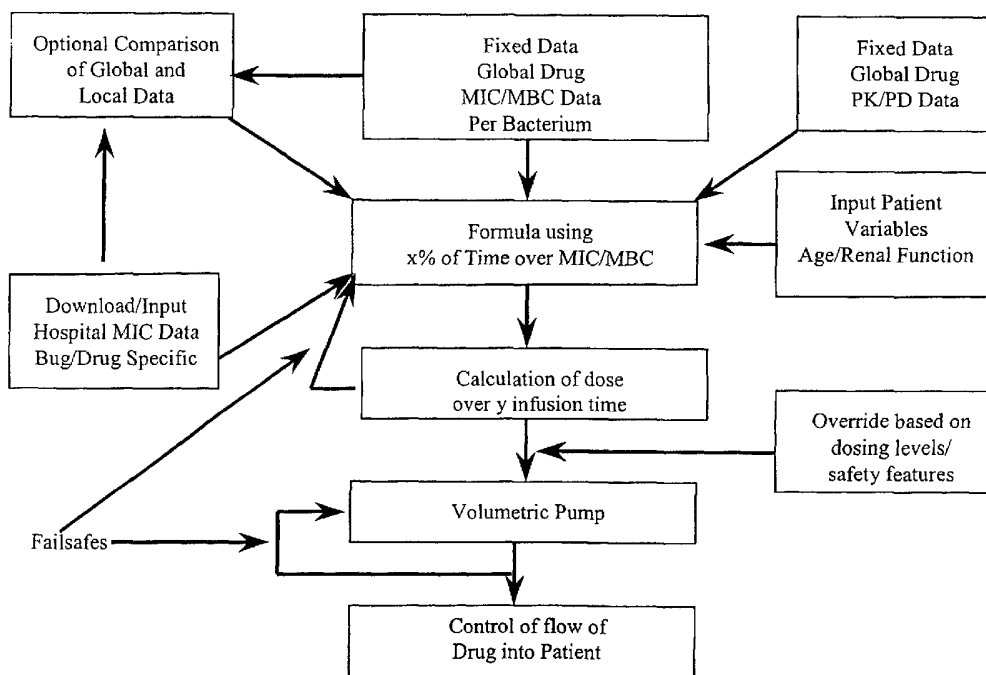 Optional Comparison
of Global and
Local Data
Fixed Data
Global Drug
MIC/MBC Data
Per Bacterium
Fixed Data
Global Drug
PK/PD Data
Formula using
x% of Time over MIC/MBC
Input Patient
Variables
Age/Renal Function
Download/Input
Hospital MIC Data
Bug/Drug Specific
Calculation of dose
over y infusion time
Override based on
dosing levels/
safety features
Volumetric Pump
Failsafes
Control of flow of
Drug into Patient